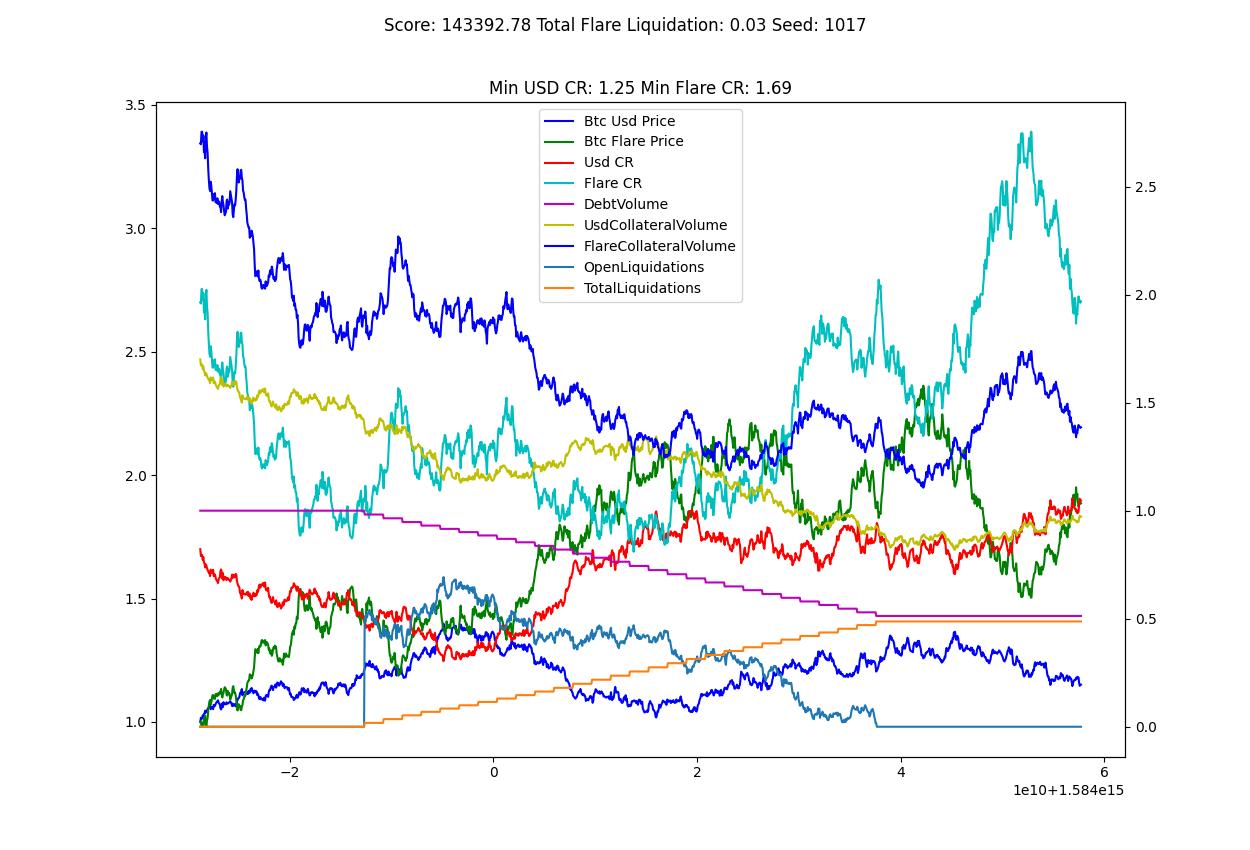 Score: 143392.78 Total Flare Liquidation: 0.03 Seed: 1017
Min USD CR: 1.25 Min Flare CR: 1.69
3.5
3.0
2.5
2.0
1.5
1.0
Btc Usd Price
Btc Flare Price
Usd CR
Flare CR
DebtVolume
UsdCollateralVolume
FlareCollateralVolume
OpenLiquidations
TotalLiquidations
2.5
2.0
1.5
1.0
0.5
0.0
−2 0 2 4 6
1e10+1.584e15